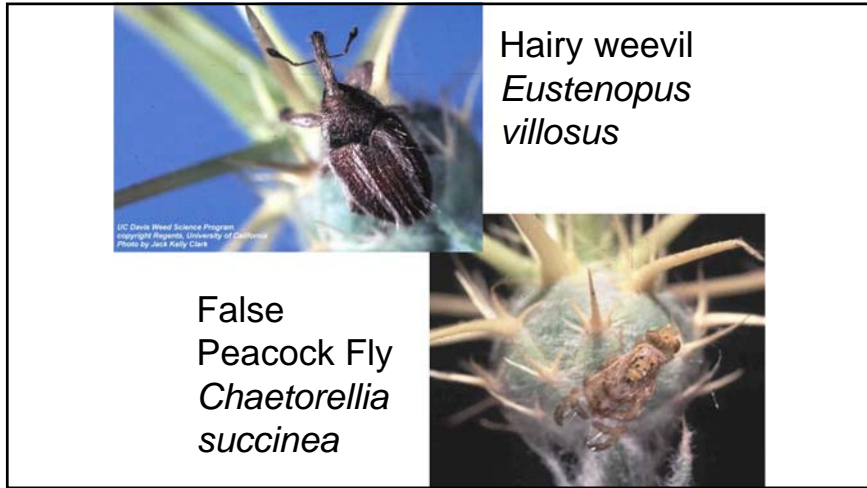 Hairy weevil
Eustenopus
villosus
UC Davis Weed Science Program
copyright Regents, University of California
Photo by Jack Kelly Clark
False
Peacock Fly
Chaetorellia
succinea